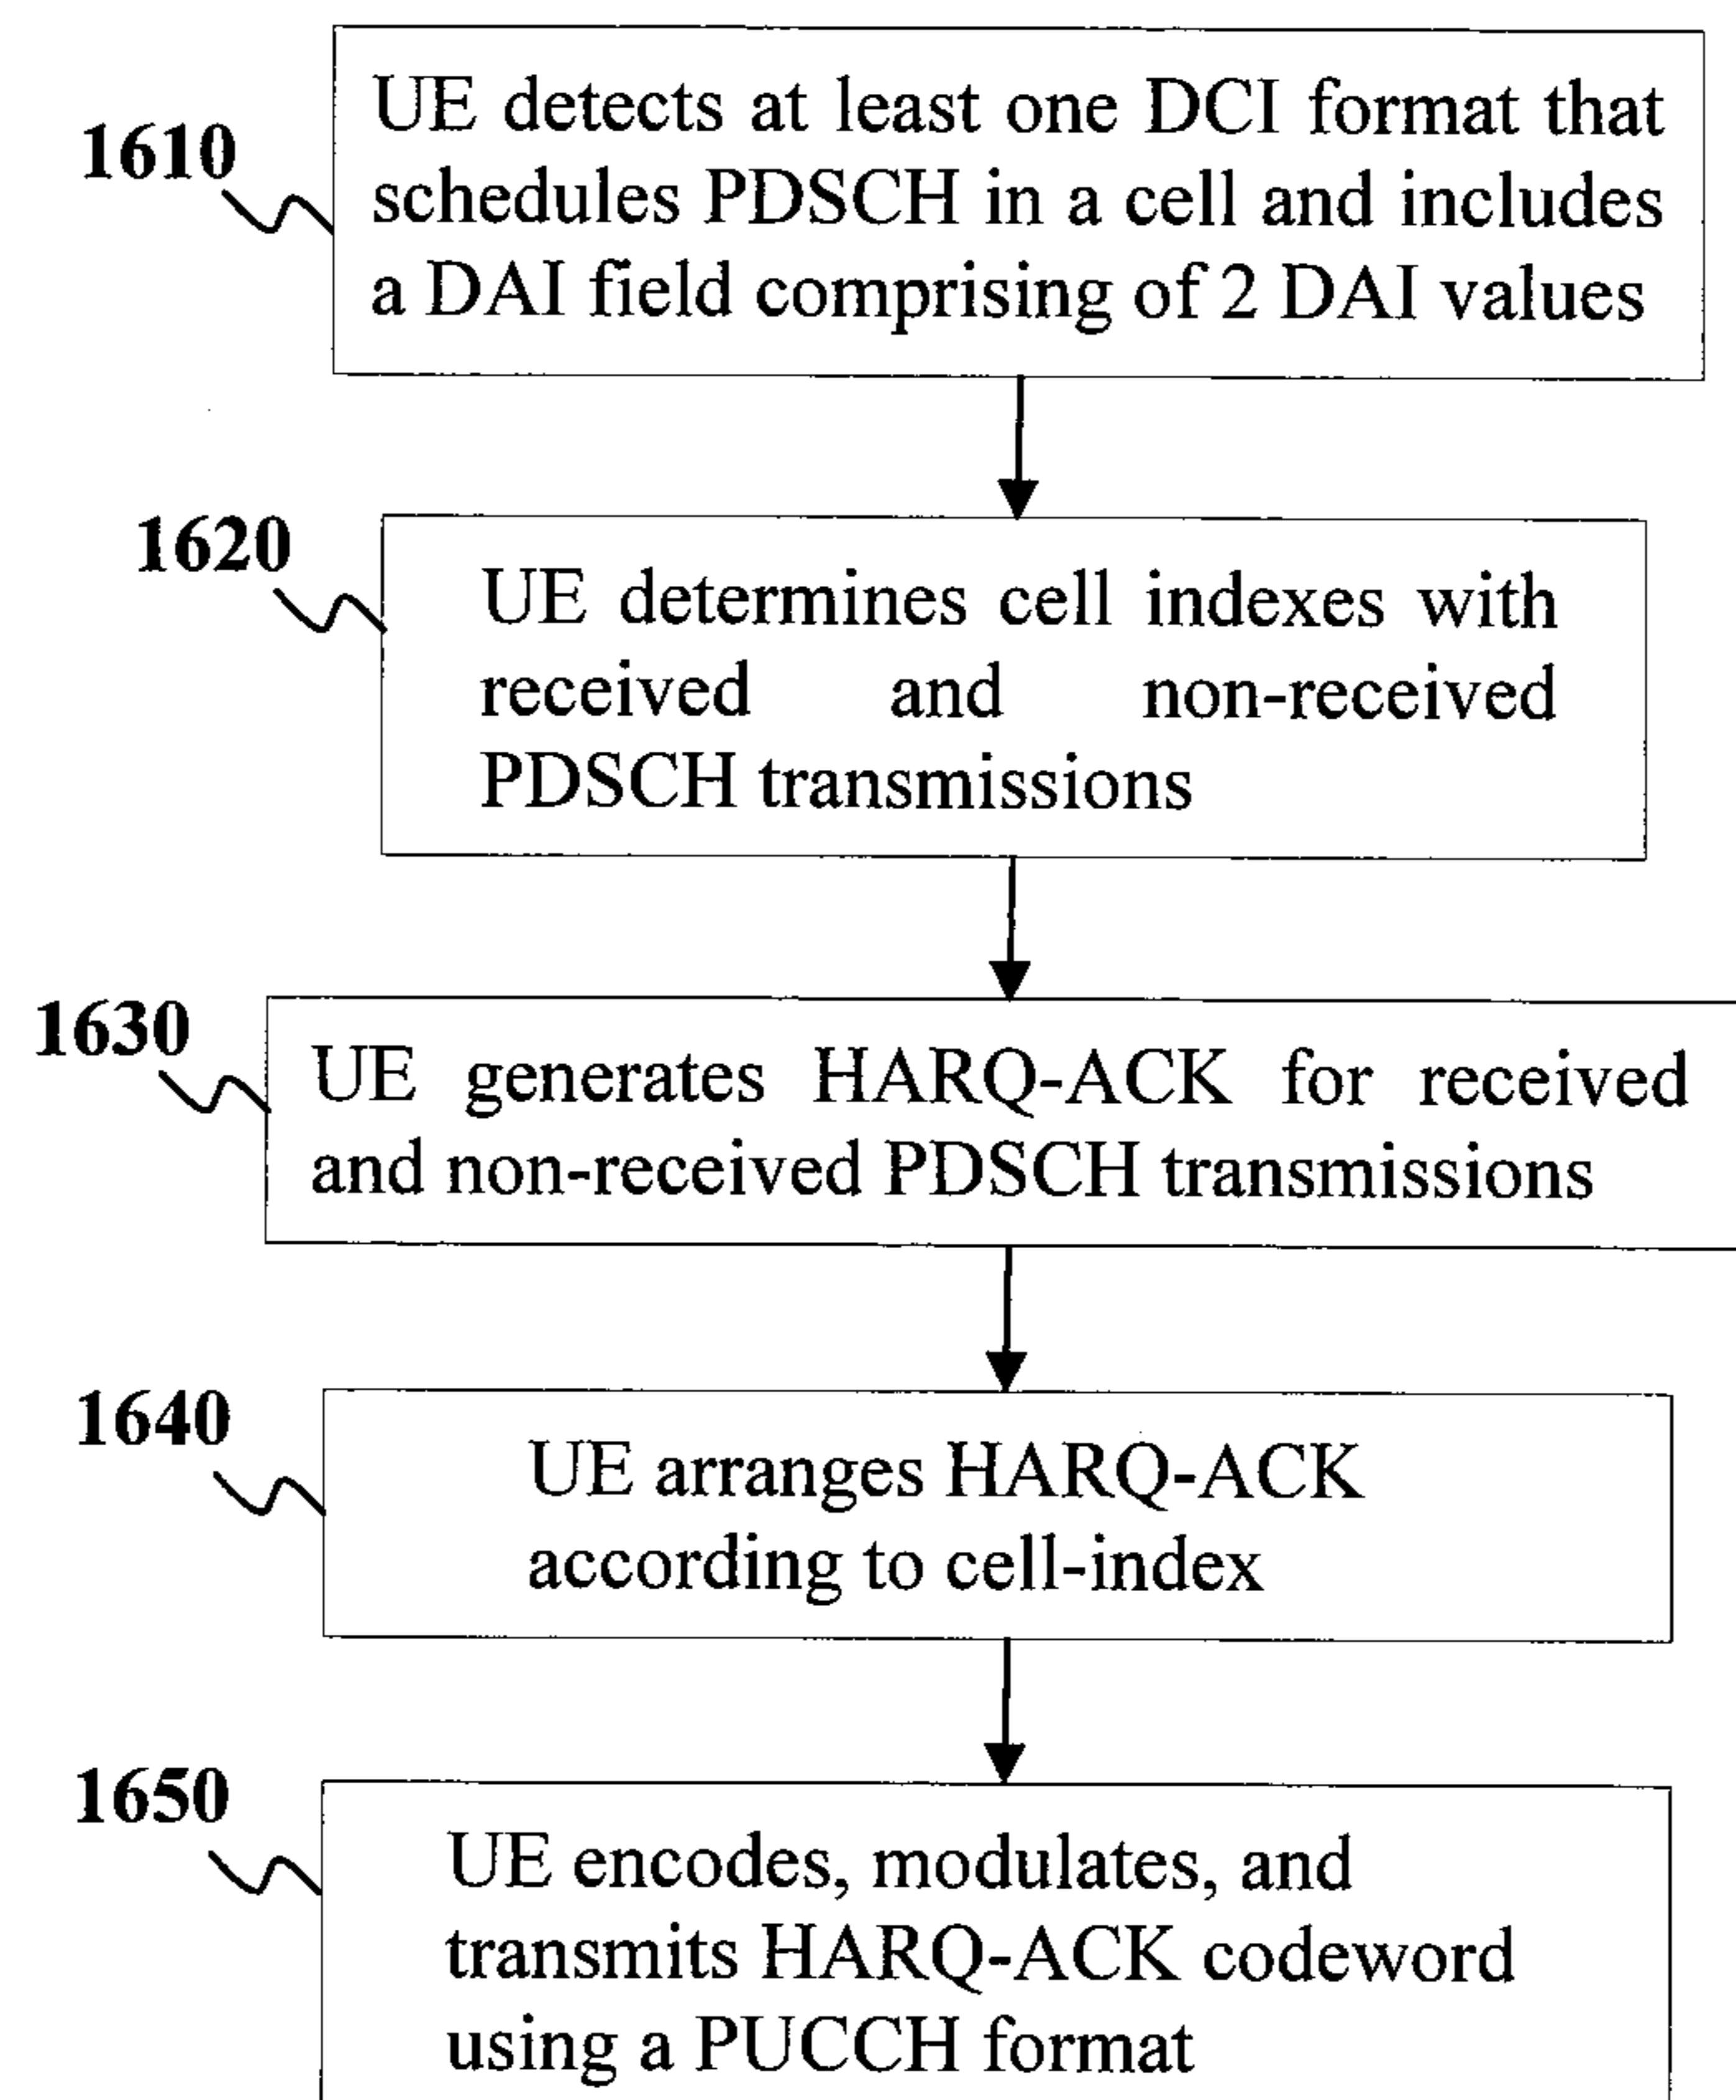 1610
UE detects at least one DCI format that
schedules PDSCH in a cell and includes
a DAI field comprising of 2 DAI values
1620
UE determines cell indexes with
received and non-received
PDSCH transmissions
1630
UE generates HARQ-ACK for received
and non-received PDSCH transmissions
1640
UE arranges HARQ-ACK
according to cell-index
1650
UE encodes, modulates, and
transmits HARQ-ACK codeword
using a PUCCH format